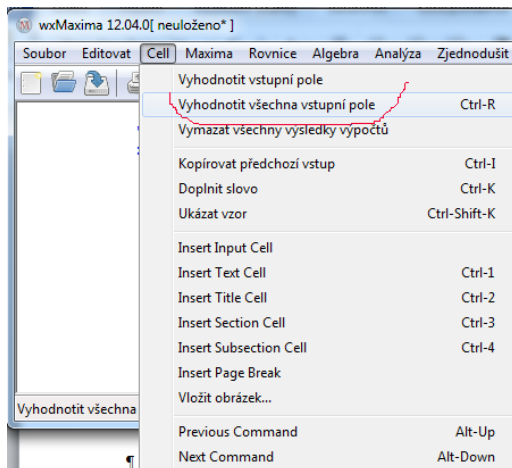 wxMaxima 12.04.0[ neuloženo* ]
Soubor Editovat Cell Maxima Rovnice Algebra Analýza Zjednodušit
Vyhodnotit vstupní pole
Vyhodnotit všechna vstupní pole Ctrl-R
Vymazat všechny výsledky výpočtů
Kopírovat předchozí vstup Ctrl-I
Doplnit slovo Ctrl-K
Ukázat vzor Ctrl-Shift-K
Insert Input Cell
Insert Text Cell Ctrl-1
Insert Title Cell Ctrl-2
Insert Section Cell Ctrl-3
Insert Subsection Cell Ctrl-4
Insert Page Break
Vložit obrázek...
Vyhodnotit všechna
Previous Command Alt-Up
Next Command Alt-Down
¶